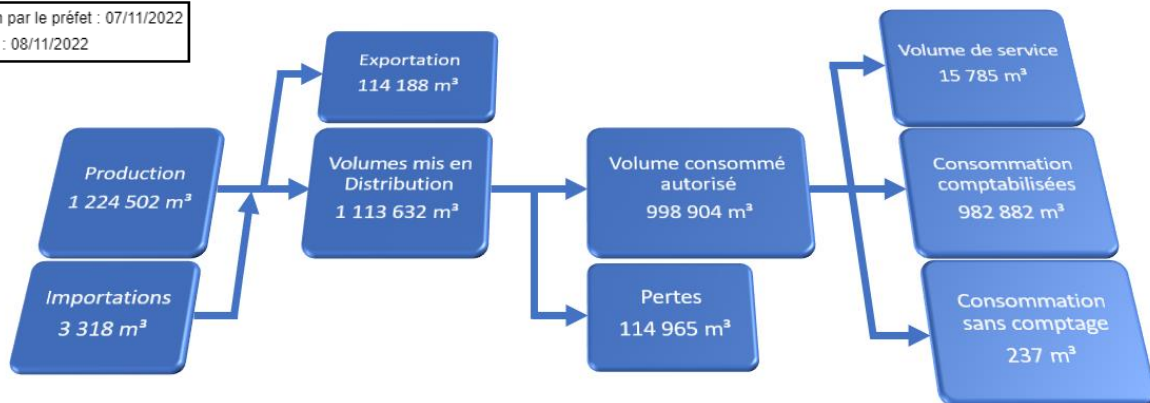 par le préfet : 07/11/2022
: 08/11/2022
Exportation
114 188 m³
Volume de service
15 785 m³
Production
1 224 502 m³
Volumes mis en
Distribution
1 113 632 m³
Volume consommé
autorisé
998 904 m³
Consommation
comptabilisées
982 882 m³
Importations
3 318 m³
Pertes
114 965 m³
Consommation
sans comptage
237 m³